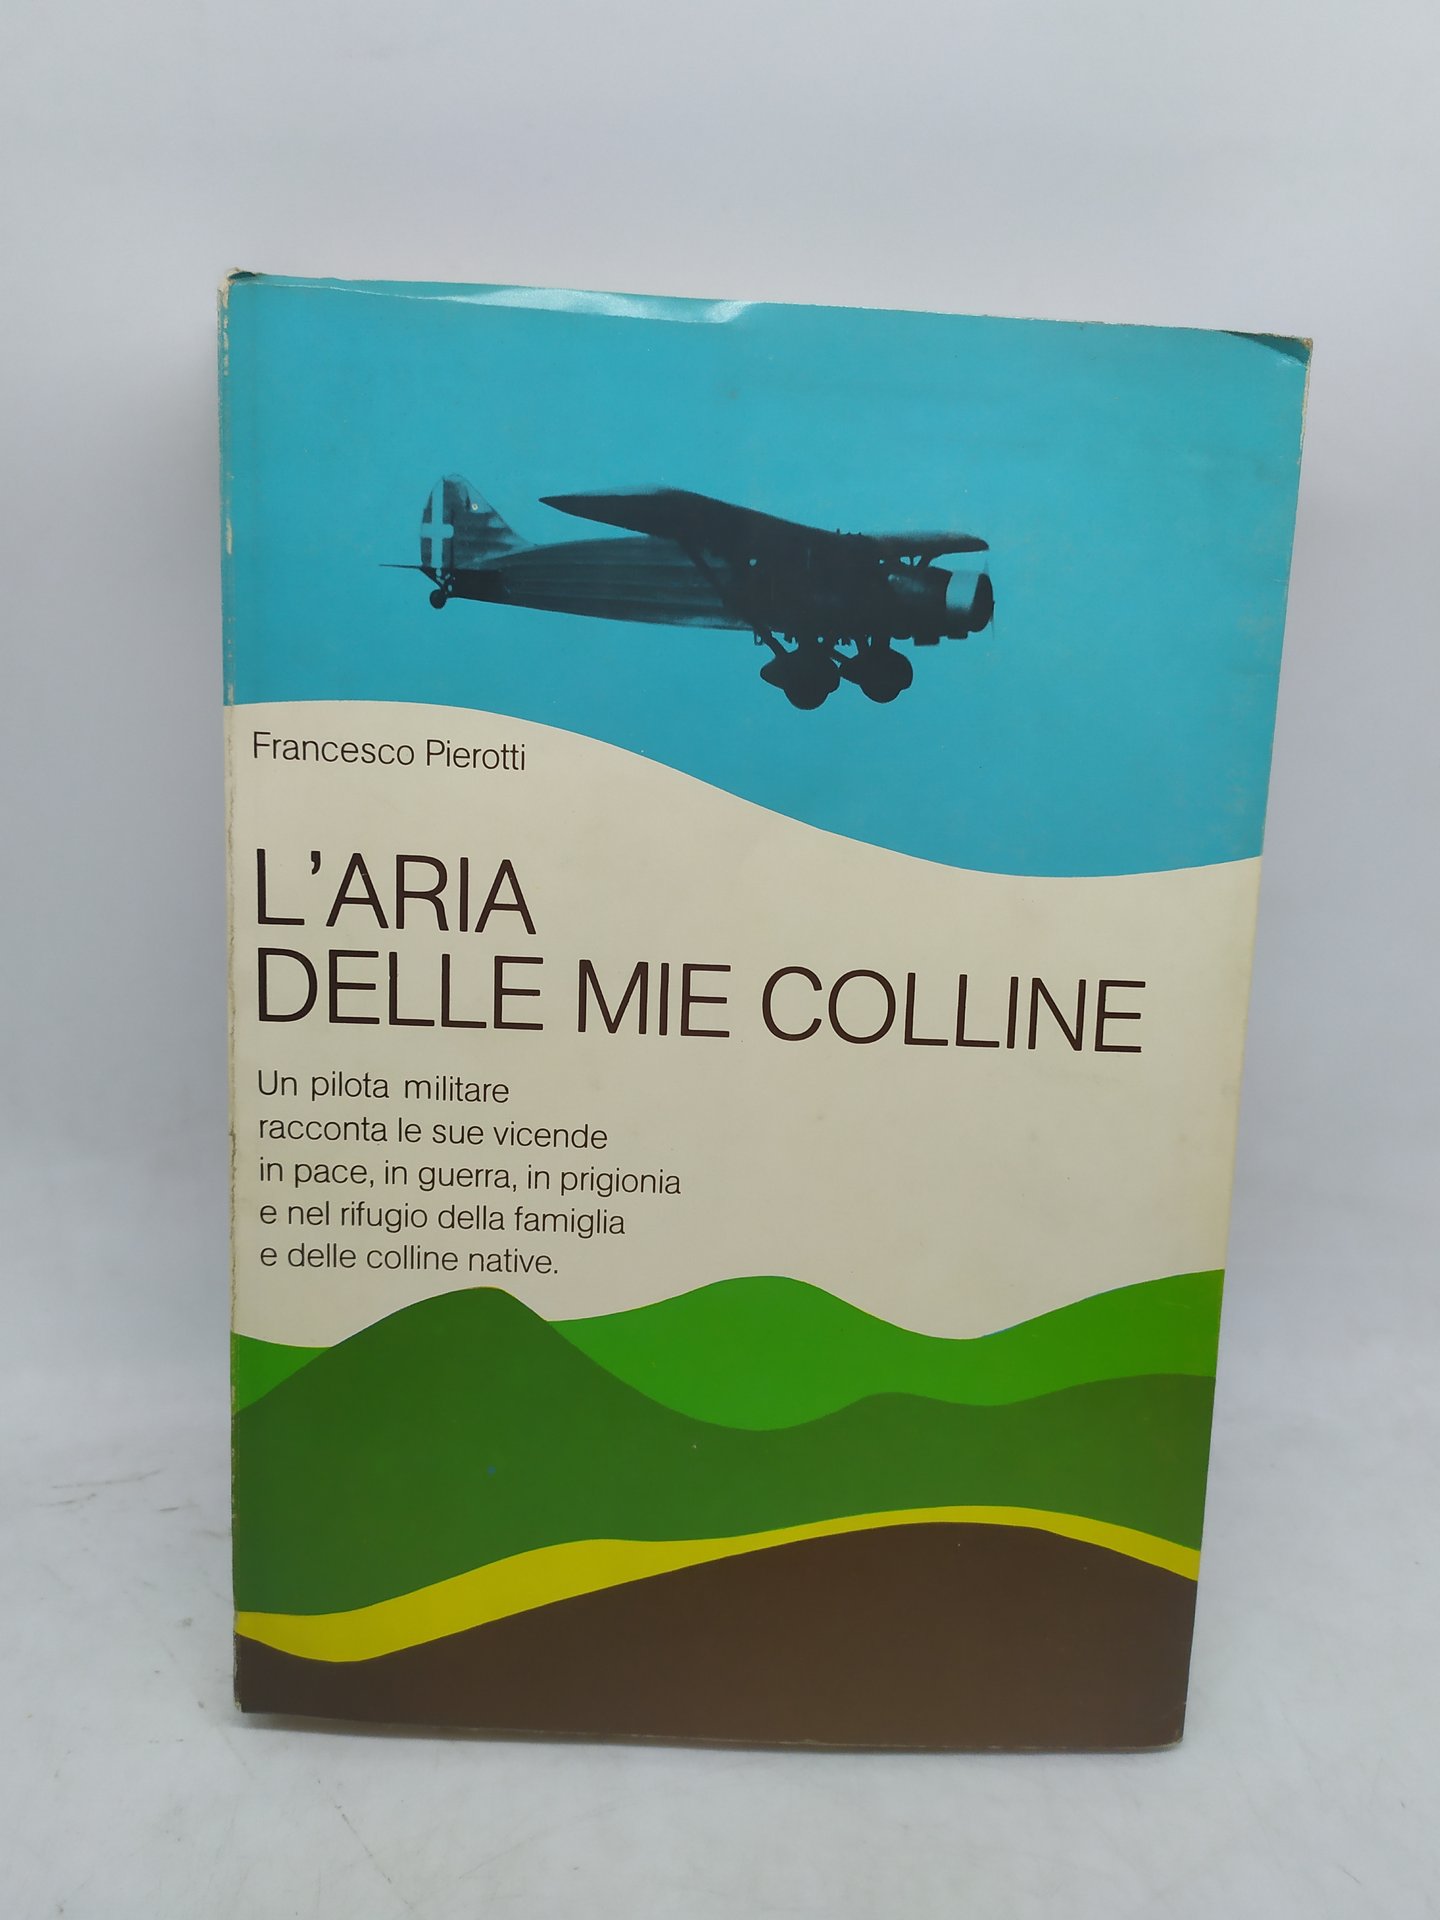 Francesco Pierotti
L'ARIA
DELLE MIE COLLINE
Un pilota militare
racconta le sue vicende
in pace, in guerra, in prigionia
e nel rifugio della famiglia
e delle colline native.